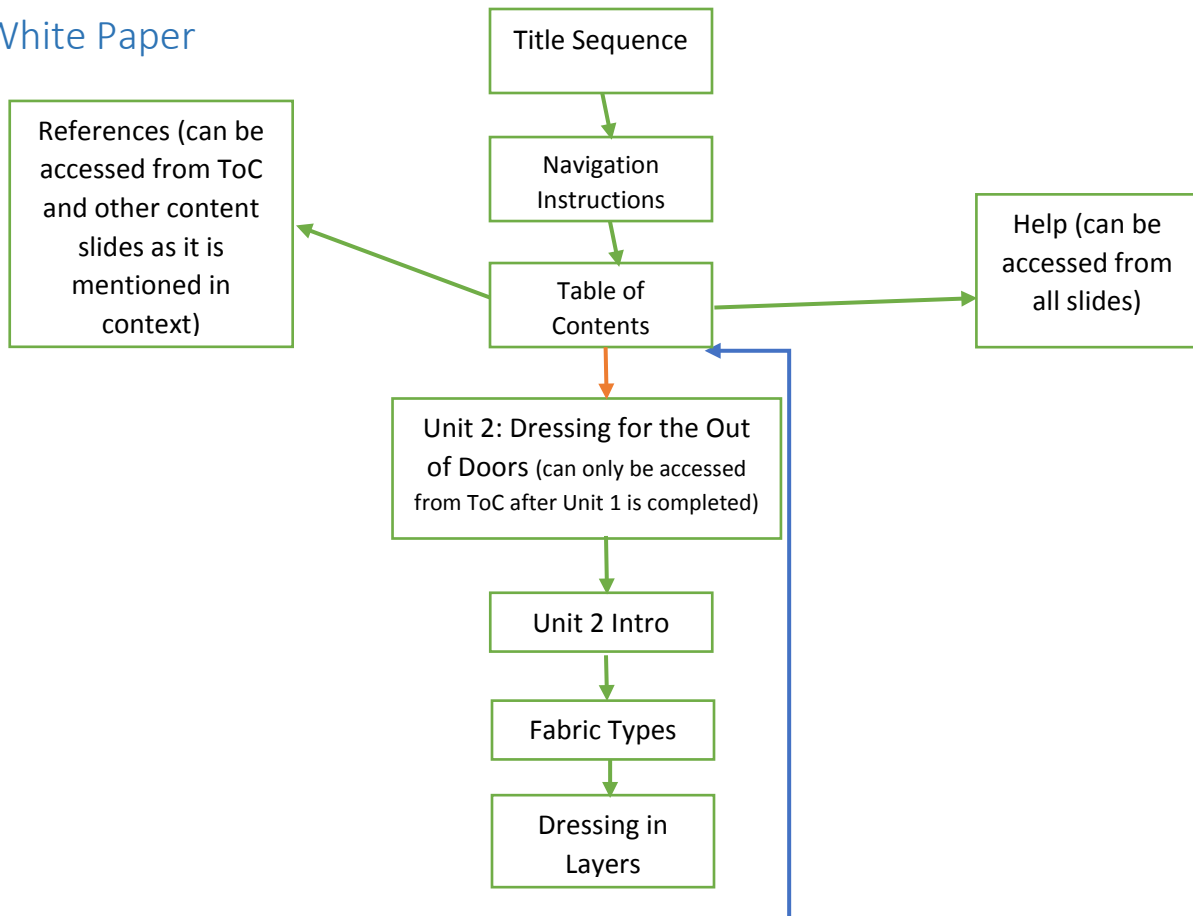 White Paper
Title Sequence
References (can be
accessed from ToC
and other content
slides as it is
mentioned in
context)
Navigation
Instructions
Help (can be
accessed from
all slides)
Table of
Contents
Unit 2: Dressing for the Out
of Doors (can only be accessed
from ToC after Unit 1 is completed)
Unit 2 Intro
Fabric Types
Dressing in
Layers